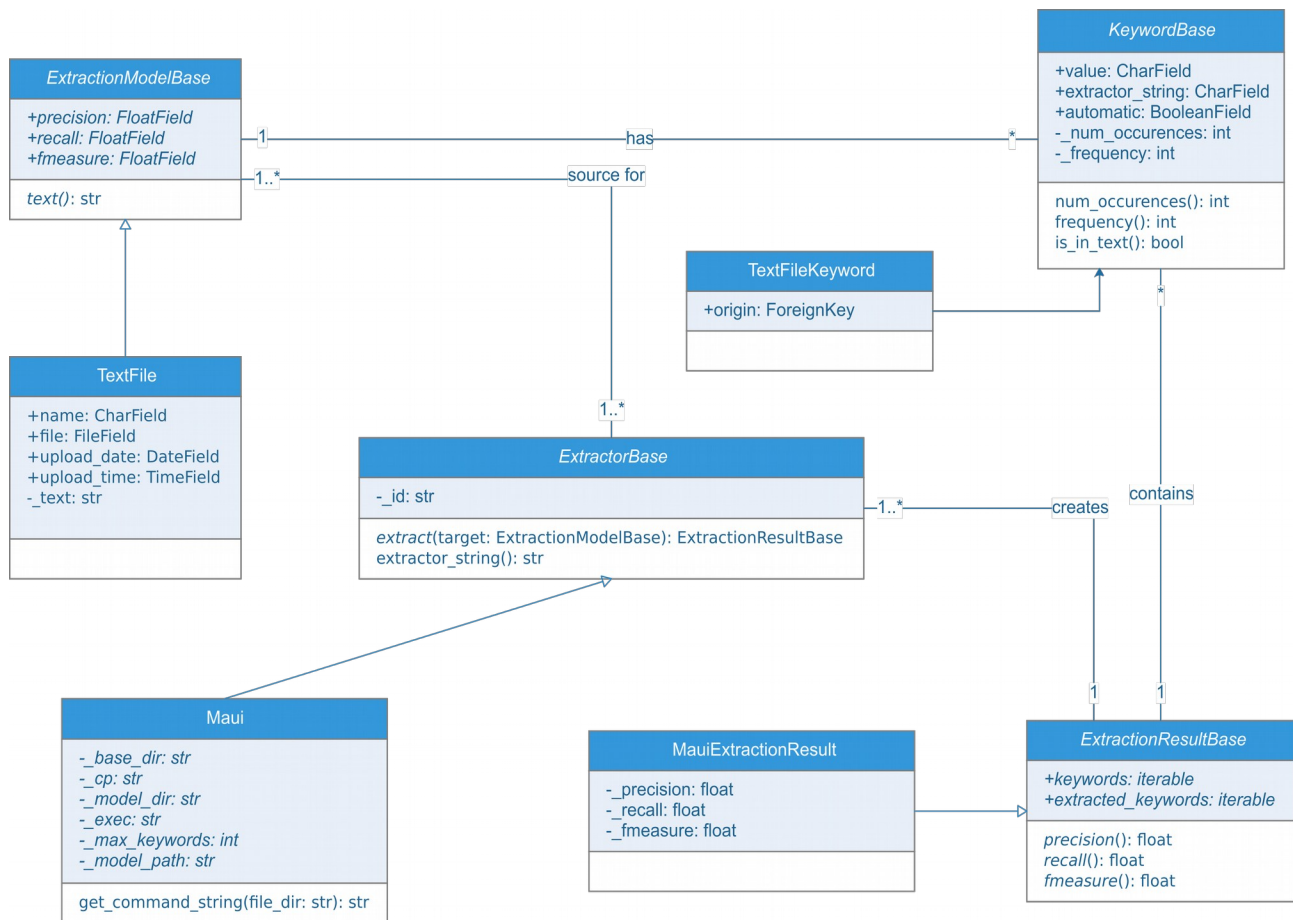 KeywordBase
+value: CharField
+extractor_string: CharField
+automatic: BooleanField
-_num_occurences: int
-_frequency: int
num_occurences(): int
frequency(): int
is_in_text(): bool
ExtractionModelBase
+precision: FloatField
+recall: FloatField
+fmeasure: FloatField
text(): str
1
has
*
1..*
source for
1..*
TextFileKeyword
+origin: ForeignKey
*
contains
1
TextFile
+name: CharField
+file: FileField
+upload_date: DateField
+upload_time: TimeField
-_text: str
ExtractorBase
-_id: str
extract(target: ExtractionModelBase): ExtractionResultBase
extractor_string(): str
1..*
creates
1
Maui
-_base_dir: str
-_cp: str
-_model_dir: str
-_exec: str
-_max_keywords: int
-_model_path: str
get_command_string(file_dir: str): str
MauiExtractionResult
-_precision: float
-_recall: float
-_fmeasure: float
ExtractionResultBase
+keywords: iterable
+extracted_keywords: iterable
precision(): float
recall(): float
fmeasure(): float